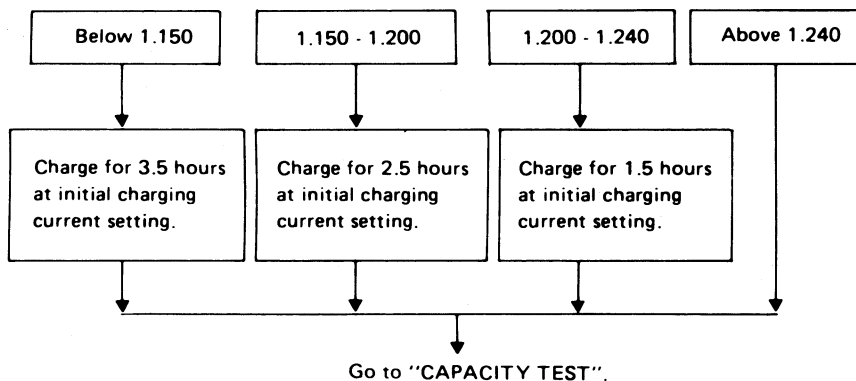 Below 1.150
1.150 - 1.200
1.200 - 1.240
Above 1.240
Charge for 3.5 hours
at initial charging
current setting.
Charge for 2.5 hours
at initial charging
current setting.
Charge for 1.5 hours
at initial charging
current setting.
Go to "CAPACITY TEST".